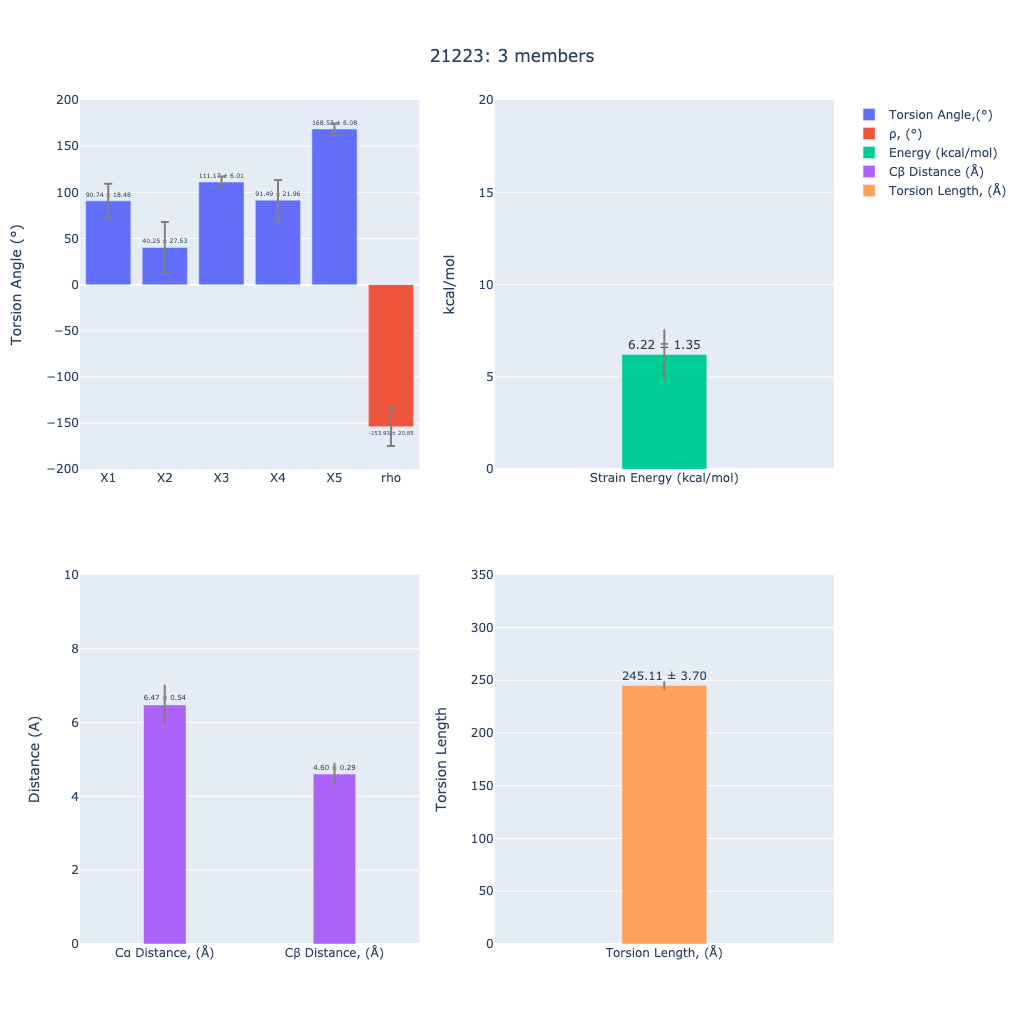 21223: 3 members
200
150
100
50
0
−50
−100
−150
−200
Torsion Angle (°)
90.74 ± 18.48
40.25 ± 27.53
111.17 ± 6.01
91.49 ± 21.96
168.52 ± 6.08
-153.93 ± 20.85
X1
X2
X3
X4
X5
rho
20
15
10
5
0
kcal/mol
6.22 ± 1.35
Strain Energy (kcal/mol)
Torsion Angle,(°)
ρ, (°)
Energy (kcal/mol)
Cβ Distance (Å)
Torsion Length, (Å)
10
8
6
4
2
0
Distance (A)
6.47 ± 0.54
4.60 ± 0.29
Cα Distance, (Å)
Cβ Distance, (Å)
350
300
250
200
150
100
50
0
Torsion Length
245.11 ± 3.70
Torsion Length, (Å)